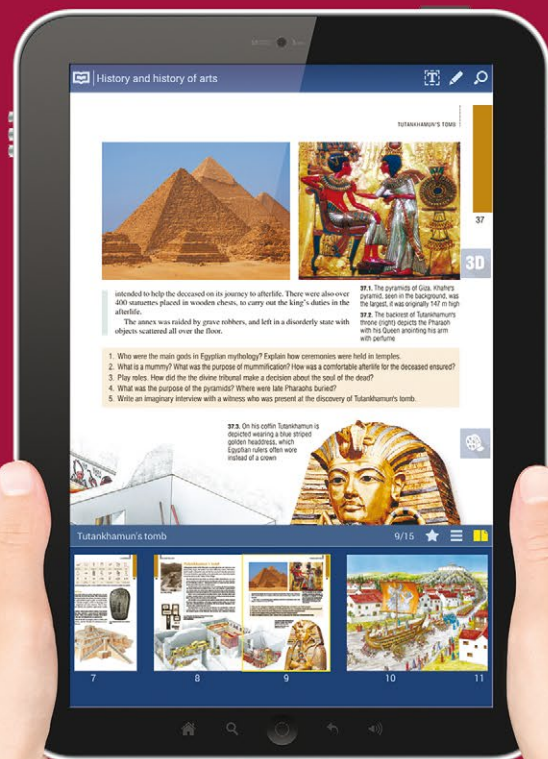 History and history of arts
TUTANKHAMUN'S TOMB
37
3D
intended to help the deceased on its journey to afterlife. There were also over
400 statuettes placed in wooden chests, to carry out the king's duties in the
afterlife.
The annex was raided by grave robbers, and left in a disorderly state with
objects scattered all over the floor.
37.1. The pyramids of Giza. Khafre's
pyramid, seen in the background, was
the largest, it was originally 147 m high
37.2. The backrest of Tutankhamun's
throne (right) depicts the Pharaoh
with his Queen anointing his arm
with perfume
1. Who were the main gods in Egyptian mythology? Explain how ceremonies were held in temples.
2. What is a mummy? What was the purpose of mummification? How was a comfortable afterlife for the deceased ensured?
3. Play roles. How did the the divine tribunal make a decision about the soul of the dead?
4. What was the purpose of the pyramids? Where were late Pharaohs buried?
5. Write an imaginary interview with a witness who was present at the discovery of Tutankhamun's tomb.
37.3. On his coffin Tutankhamun is
depicted wearing a blue striped
golden headdress, which
Egyptian rulers often wore
instead of a crown
Tutankhamun's tomb
9/15
7
8
9
10
11